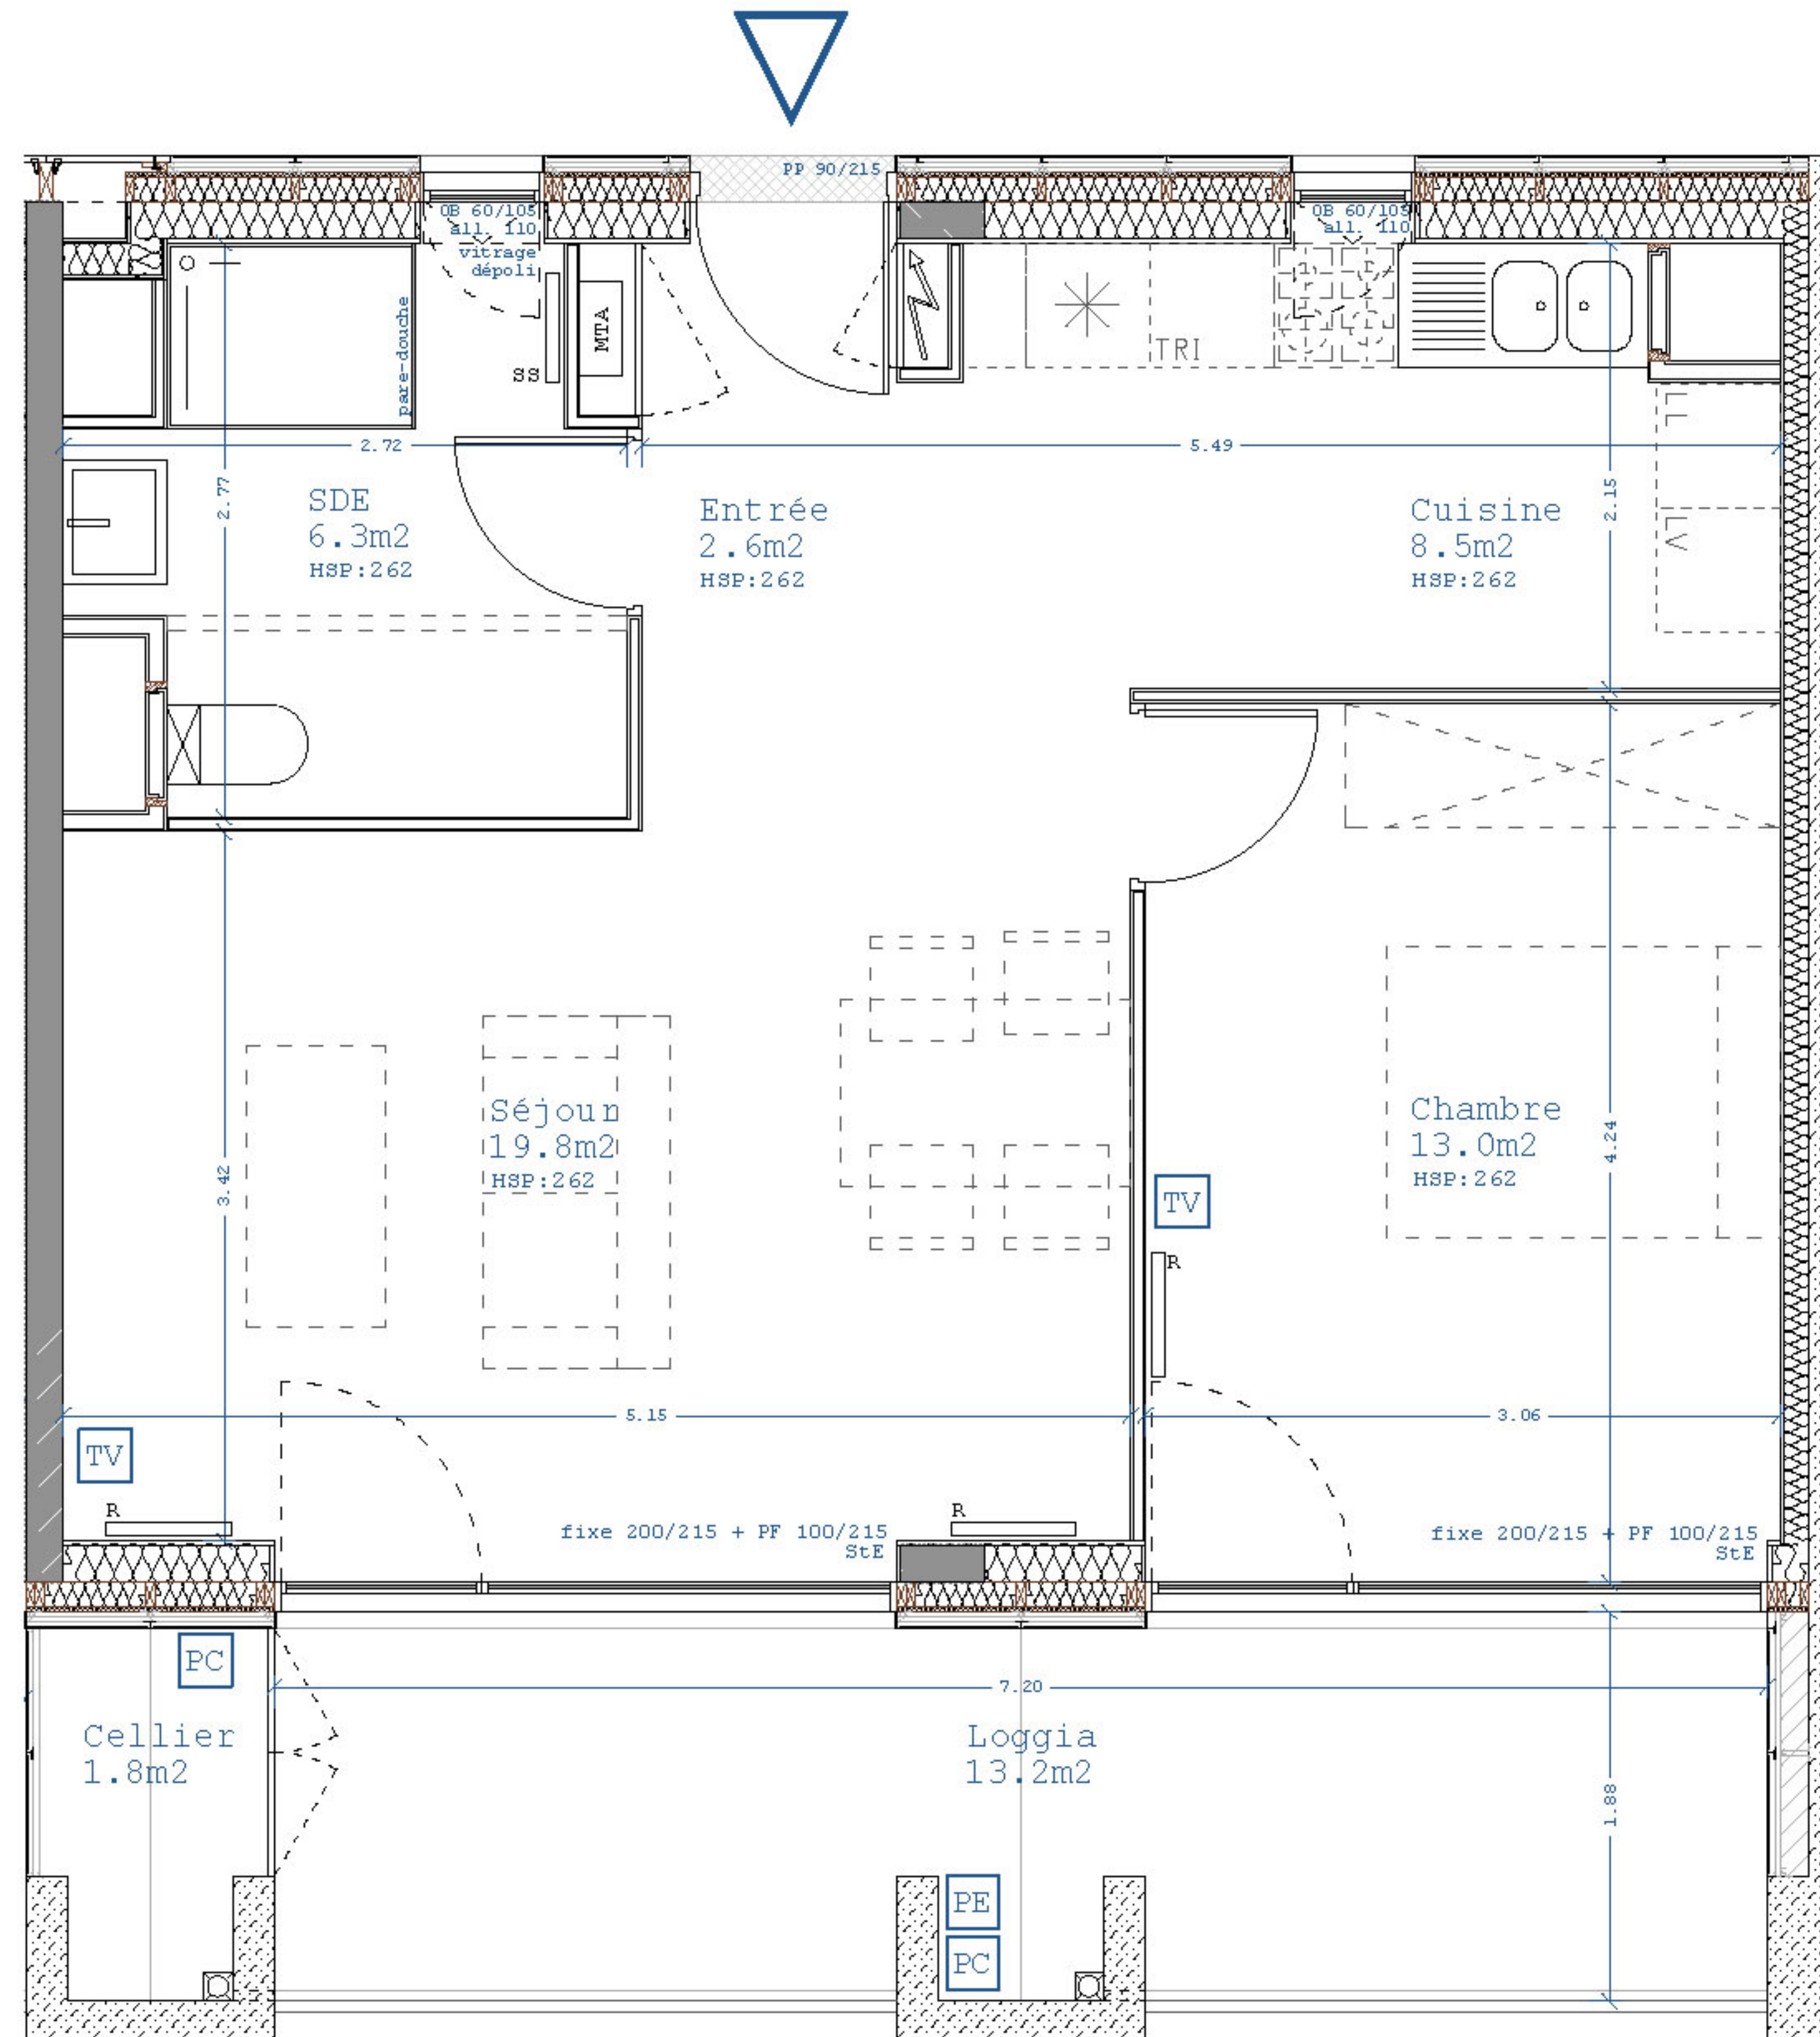 PP 90/215
OB 60/105
all. 110
vitrage
dépoli
OB 60/105
all. 110
pare-douche
SS
MTA
TRI
LL
LV
2.72
5.49
2.77
2.15
SDE
6.3m2
HSP:262
Entrée
2.6m2
HSP:262
Cuisine
8.5m2
HSP:262
Séjour
19.8m2
HSP:262
Chambre
13.0m2
HSP:262
3.42
4.24
TV
R
5.15
3.06
TV
R
R
fixe 200/215 + PF 100/215
StE
fixe 200/215 + PF 100/215
StE
PC
7.20
Cellier
1.8m2
Loggia
13.2m2
1.88
PE
PC